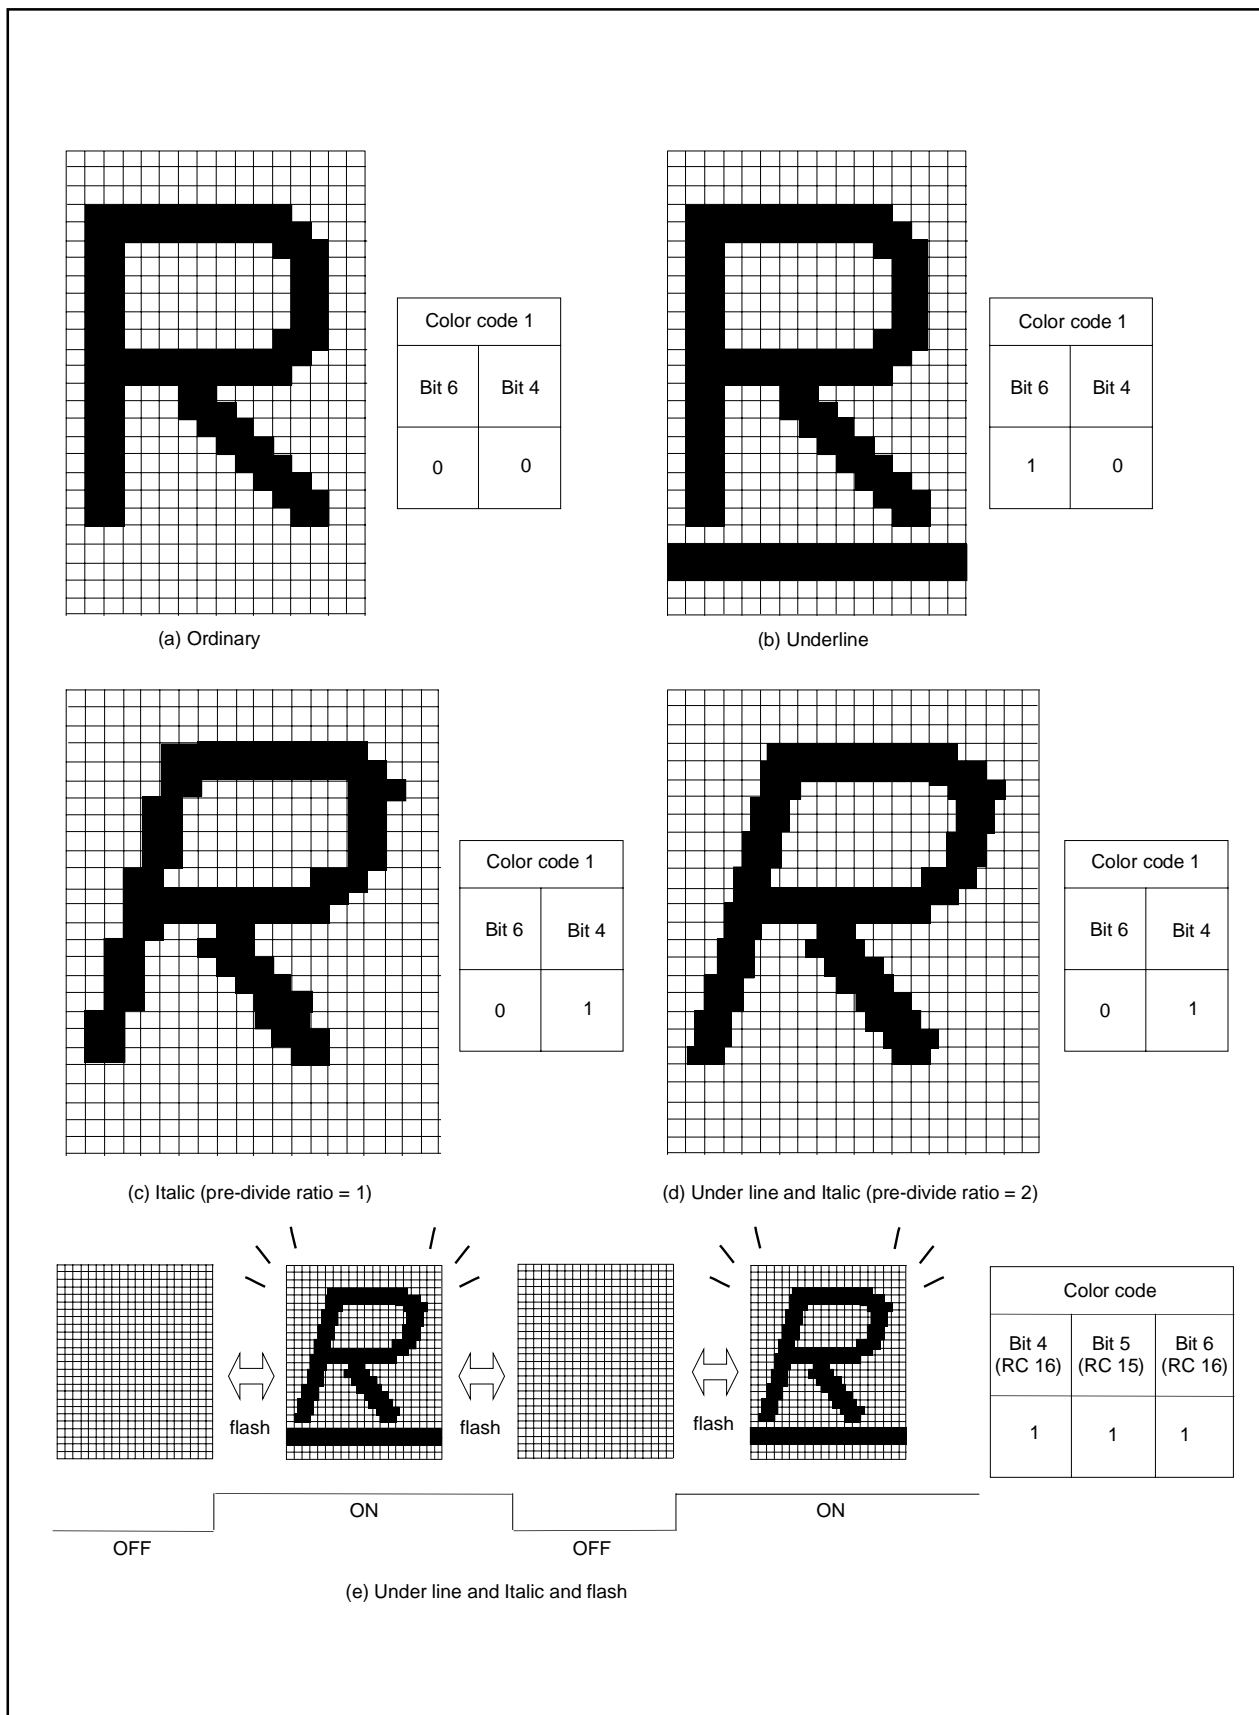 Color code 1
Bit 6 Bit 4
0 0
(a) Ordinary
Color code 1
Bit 6 Bit 4
1 0
(b) Underline
Color code 1
Bit 6 Bit 4
0 1
(c) Italic (pre-divide ratio = 1)
Color code 1
Bit 6 Bit 4
0 1
(d) Under line and Italic (pre-divide ratio = 2)
flash flash flash
Color code
Bit 4 Bit 5 Bit 6
(RC 16) (RC 15) (RC 16)
1 1 1
ON ON
OFF OFF
(e) Under line and Italic and flash